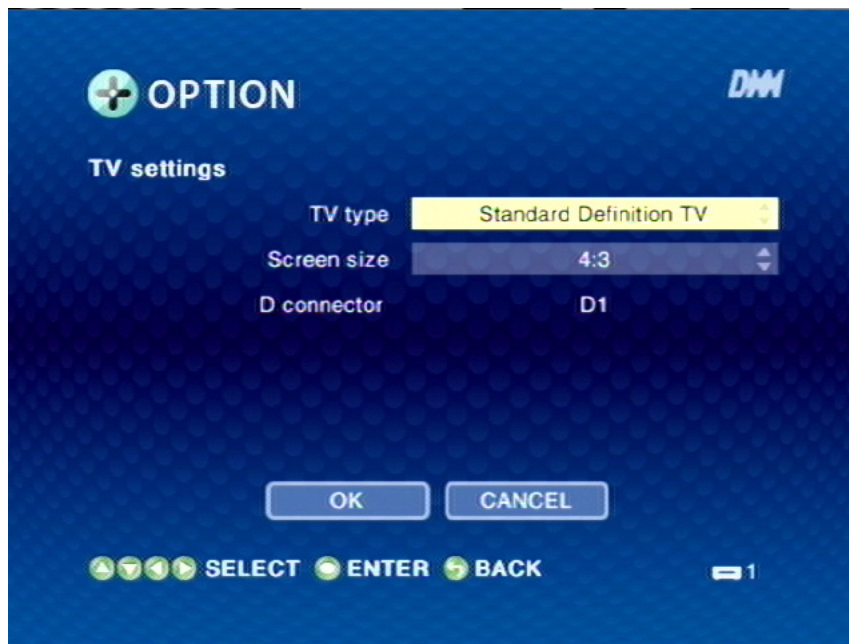 OPTION
DMM
TV settings
TV type Standard Definition TV
Screen size 4:3
D connector D1
OK CANCEL
SELECT ENTER BACK 1